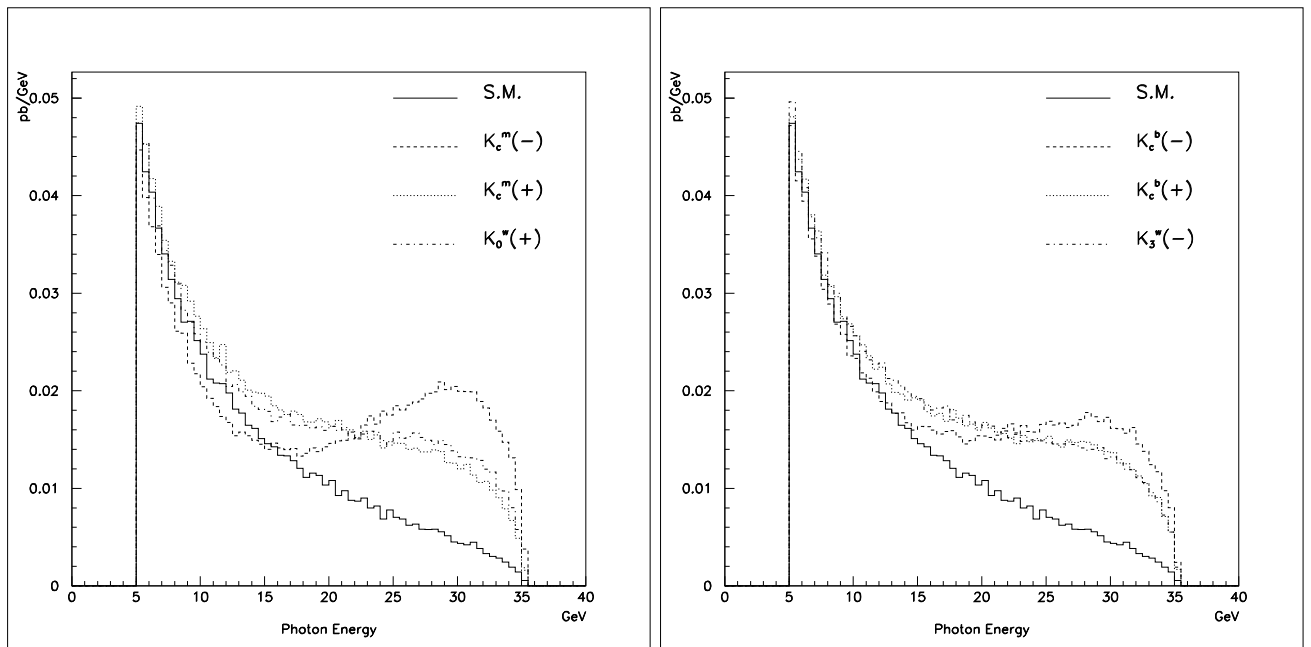 pb/GeV
0.05
0.04
0.03
0.02
0.01
0
S.M.
K_c^m(−)
K_c^m(+)
K_0^w(+)
0 5 10 15 20 25 30 35 40
GeV
Photon Energy
pb/GeV
0.05
0.04
0.03
0.02
0.01
0
S.M.
K_c^b(−)
K_c^b(+)
K_3^w(−)
0 5 10 15 20 25 30 35 40
GeV
Photon Energy